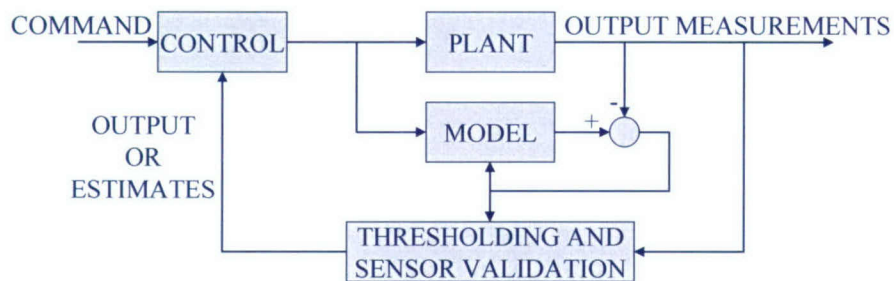 COMMAND
CONTROL
PLANT
OUTPUT MEASUREMENTS
-
+
MODEL
OUTPUT
OR
ESTIMATES
THRESHOLDING AND
SENSOR VALIDATION